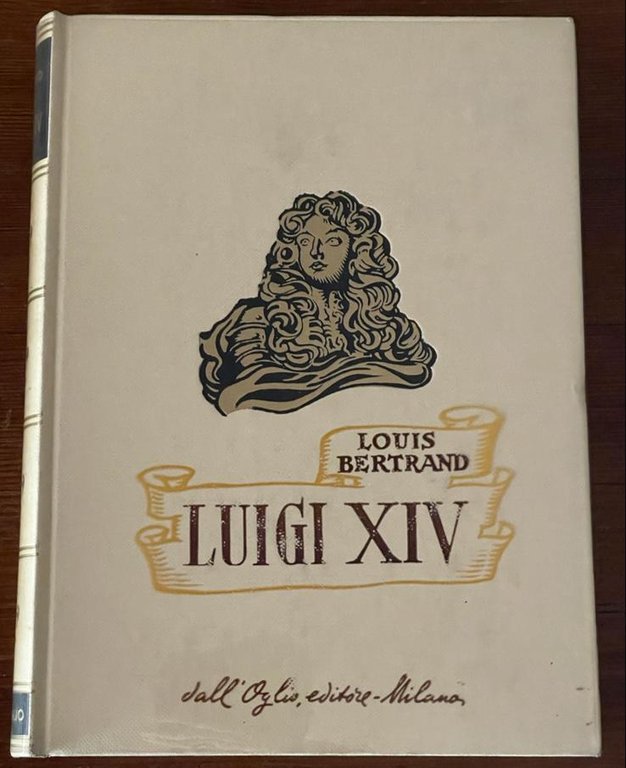 LOUIS
BERTRAND
LUIGI XIV
dall'Oglio, editore-Milano